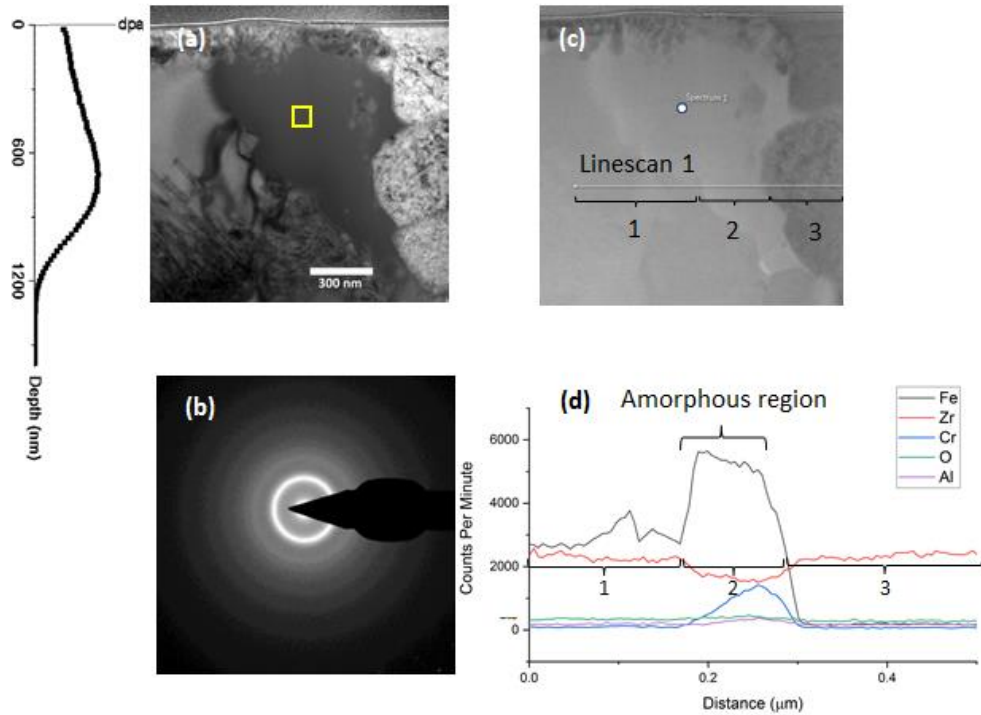 0
dpa
600
1200
Depth (nm)
(a)
300 nm
(c)
Spectrum 1
Linescan 1
1
2
3
(b)
(d) Amorphous region
Fe
Zr
Cr
O
Al
Counts Per Minute
6000
4000
2000
0
1
2
3
0.0
0.2
0.4
Distance (µm)